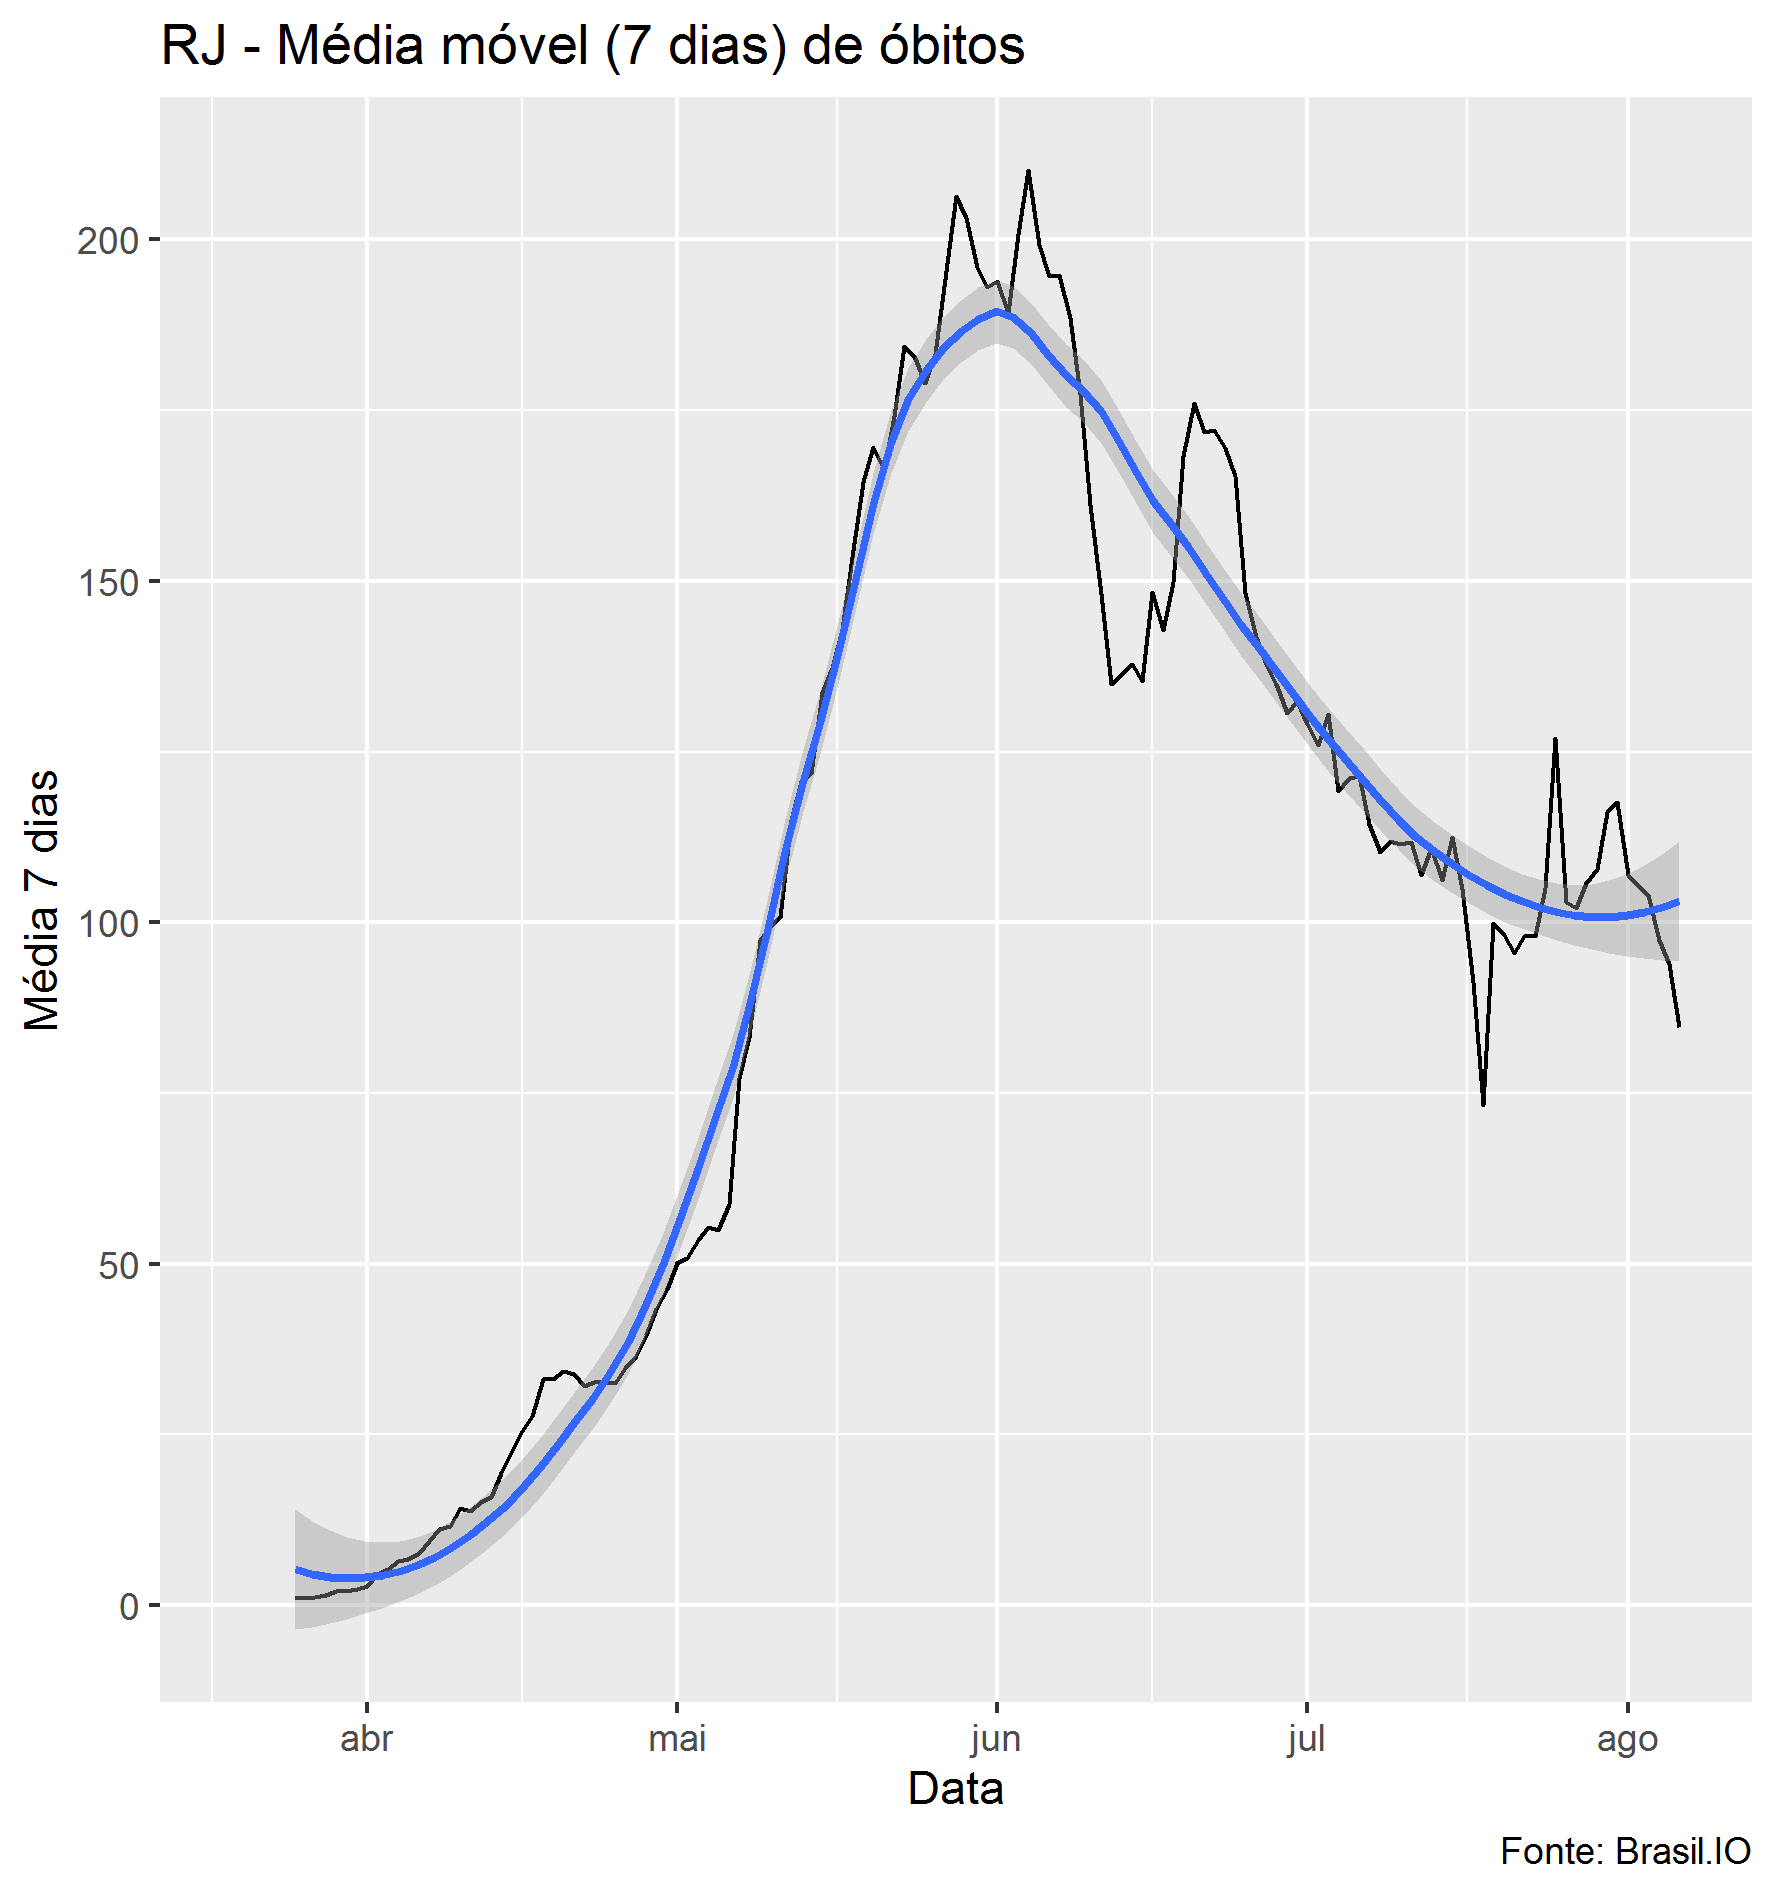 RJ - Média móvel (7 dias) de óbitos
Média 7 dias
200
150
100
50
0
abr mai jun jul ago
Data
Fonte: Brasil.IO